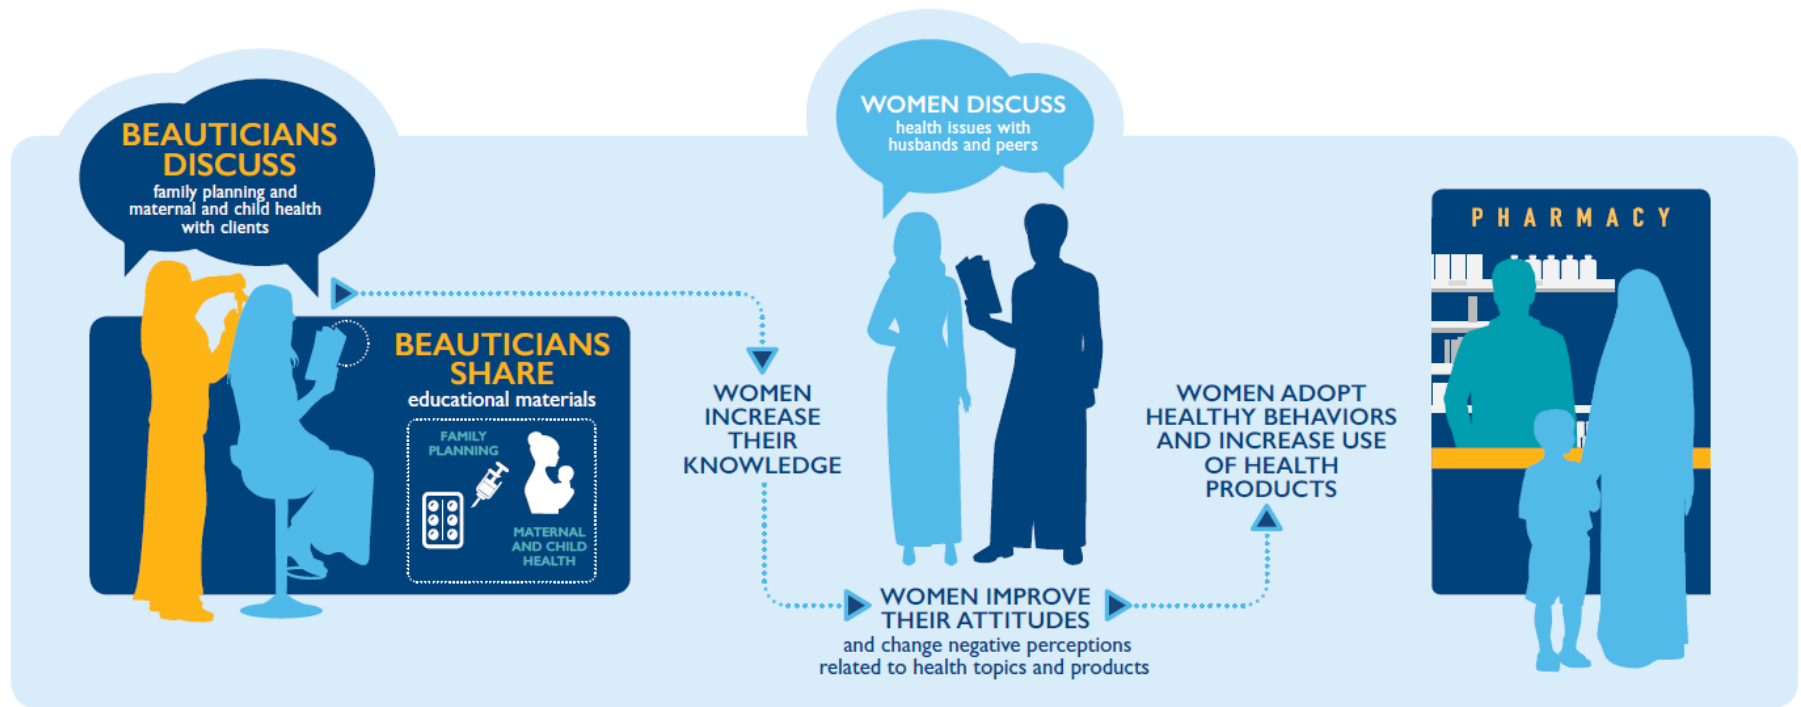 BEAUTICIANS
DISCUSS
family planning and
maternal and child health
with clients
BEAUTICIANS
SHARE
educational materials
FAMILY
PLANNING
MATERNAL
AND CHILD
HEALTH
WOMEN
INCREASE
THEIR
KNOWLEDGE
WOMEN DISCUSS
health issues with
husbands and peers
WOMEN IMPROVE
THEIR ATTITUDES
and change negative perceptions
related to health topics and products
WOMEN ADOPT
HEALTHY BEHAVIORS
AND INCREASE USE
OF HEALTH
PRODUCTS
PHARMACY